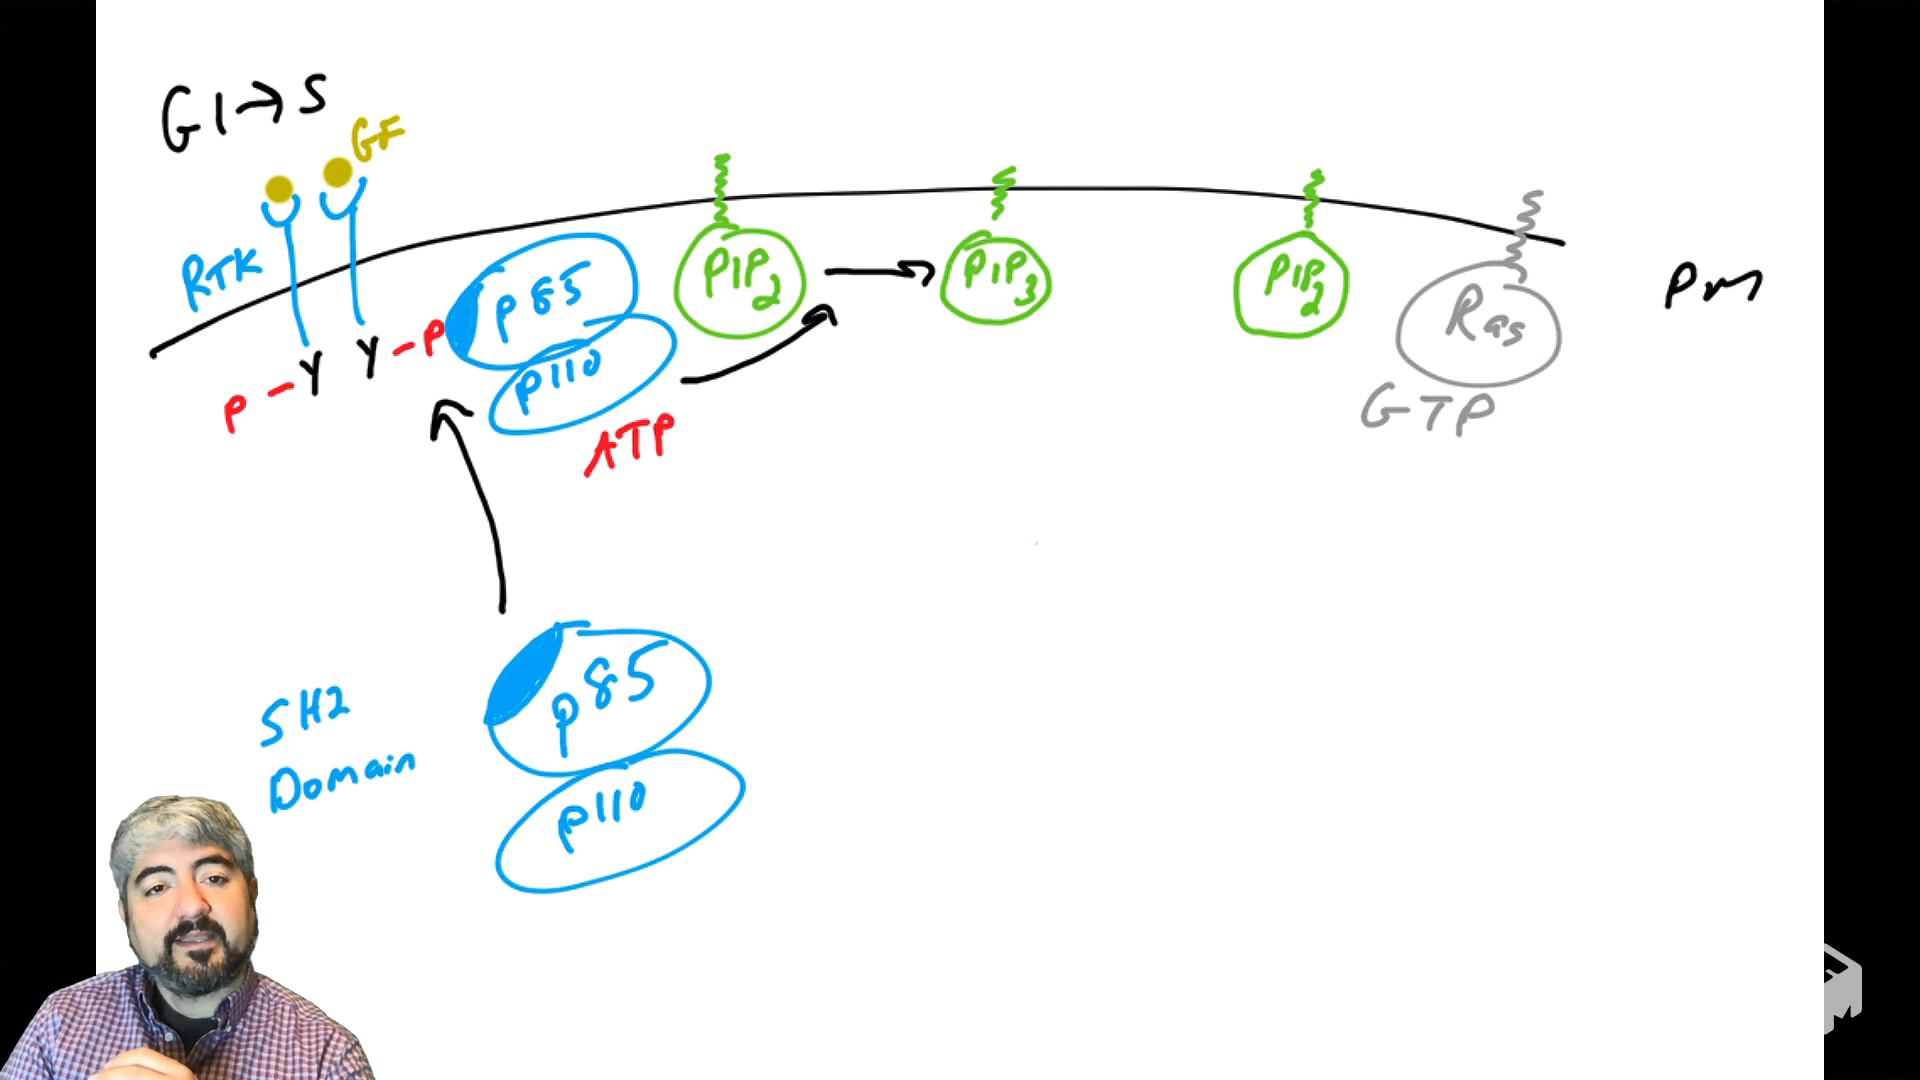 G1→S
GF
RTK
P-Y
Y-P
p85
p110
ATP
PIP2
PIP3
PIP2
Ras
GTP
PM
SH2
Domain
p85
p110